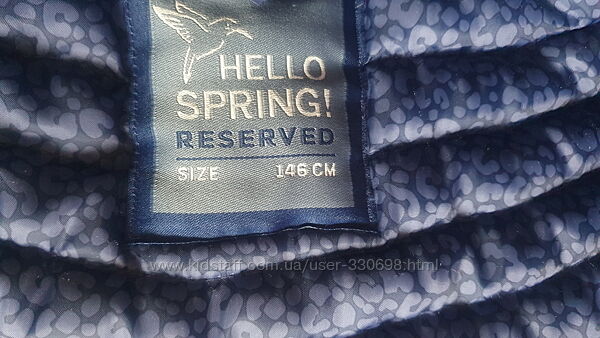 HELLO
SPRING!
RESERVED
SIZE 146 CM
www.kidstaff.com.ua/user-330698.html